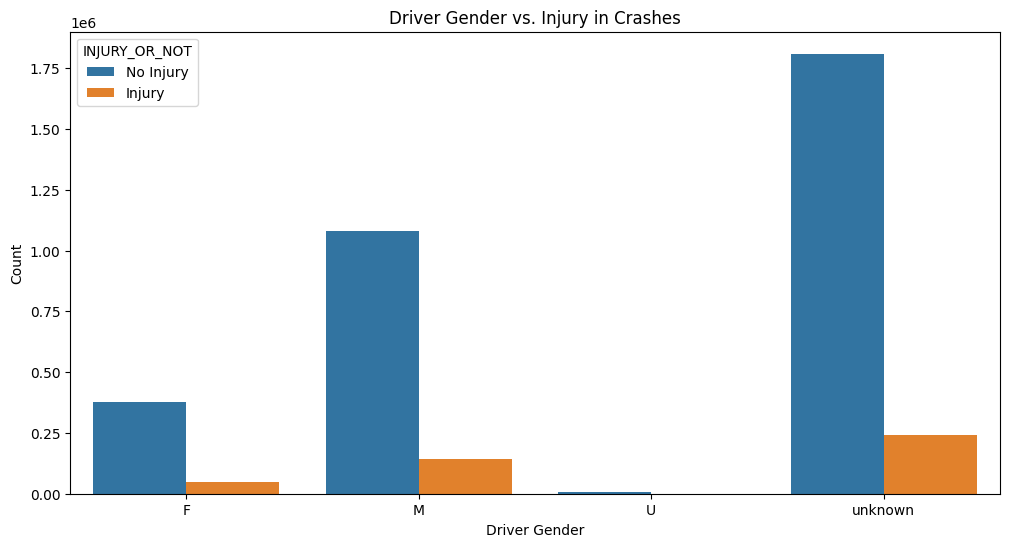 Driver Gender vs. Injury in Crashes
1e6
INJURY_OR_NOT
No Injury
Injury
1.75
1.50
1.25
1.00
0.75
0.50
0.25
0.00
Count
F M U unknown
Driver Gender